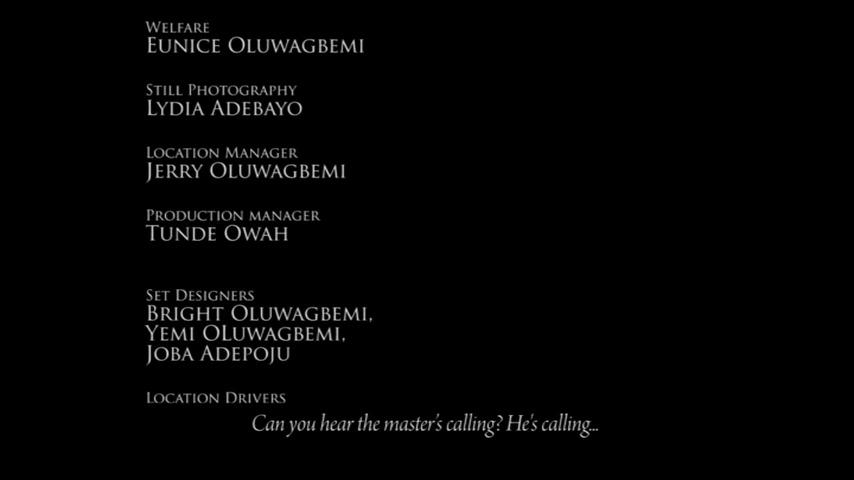 Welfare
Eunice Oluwagbemi
Still Photography
Lydia Adebayo
Location Manager
Jerry Oluwagbemi
Production manager
Tunde Owah
Set Designers
Bright Oluwagbemi,
Yemi OLuwagbemi,
Joba Adepoju
Location Drivers
Can you hear the master's calling? He's calling...